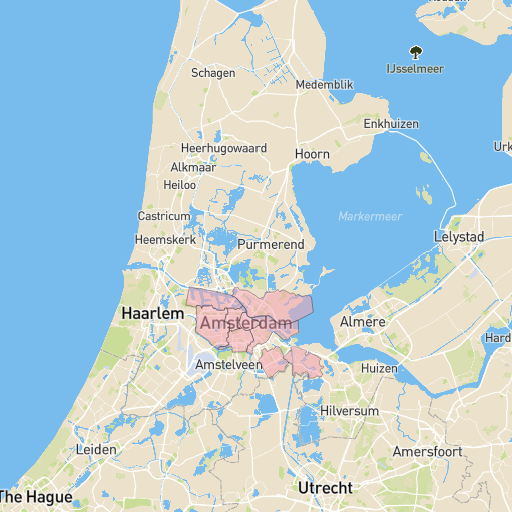 IJsselmeer
Schagen
Medemblik
Enkhuizen
Heerhugowaard
Hoorn
Urk
Alkmaar
Heiloo
Castricum
Markermeer
Heemskerk
Purmerend
Lelystad
Haarlem
Amsterdam
Almere
Hard
Amstelveen
Huizen
Hilversum
Leiden
Amersfoort
The Hague
Utrecht